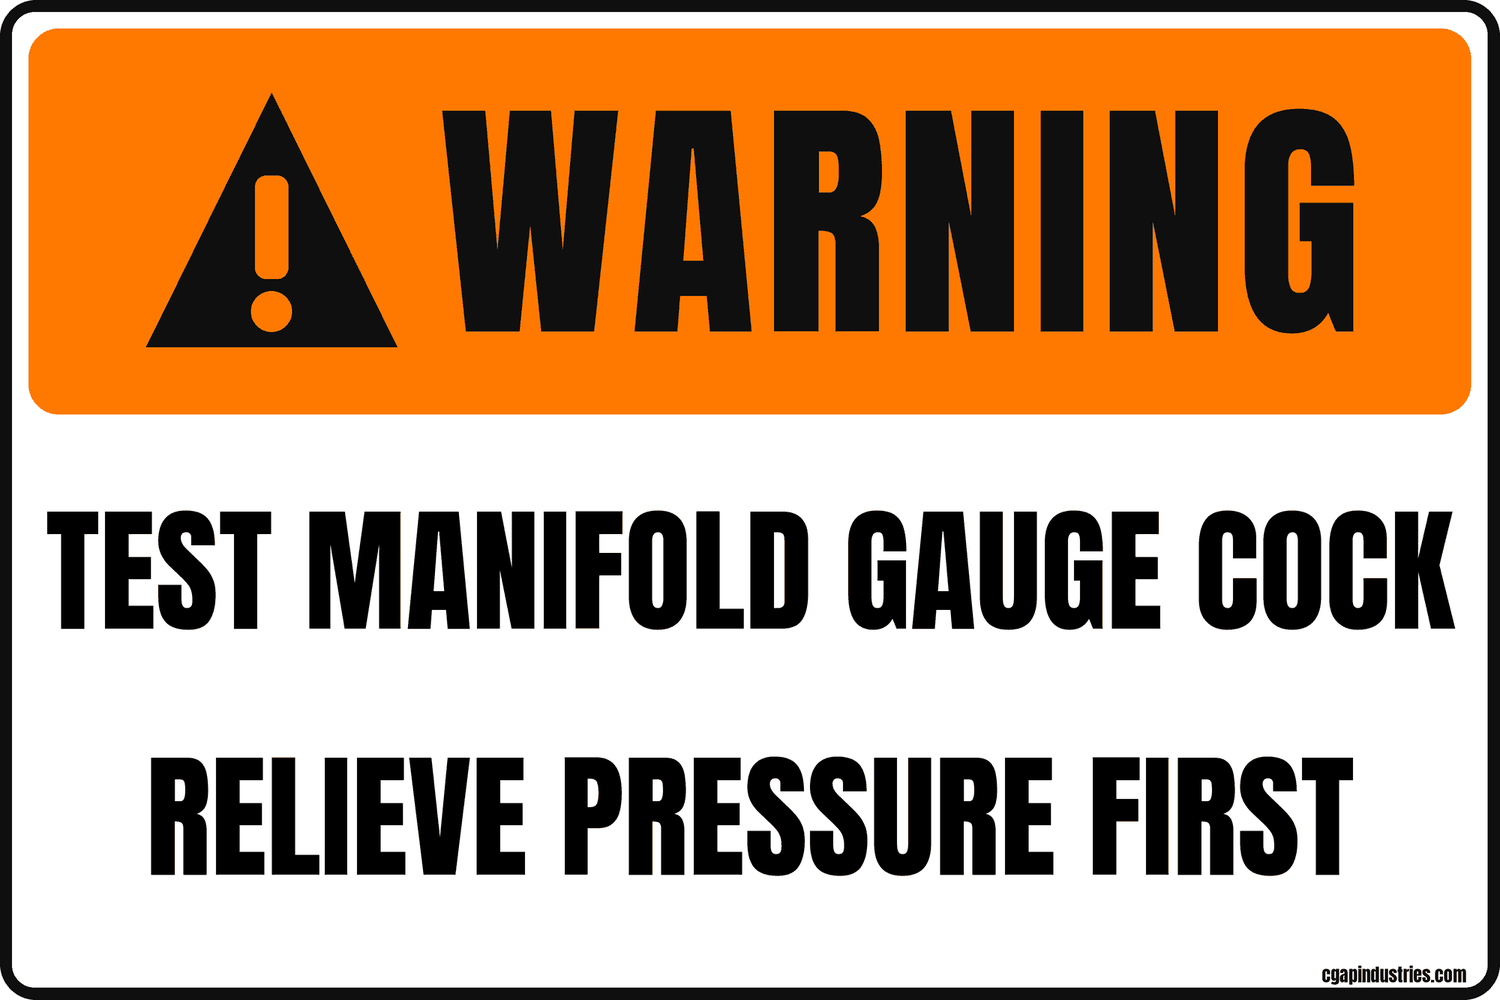 WARNING
TEST MANIFOLD GAUGE COCK
RELIEVE PRESSURE FIRST
cgapindustries.com